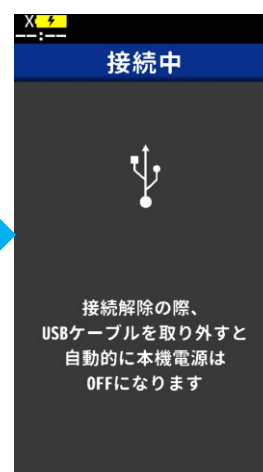 X
--:--
接続中
接続解除の際、
USBケーブルを取り外すと
自動的に本機電源は
OFFになります